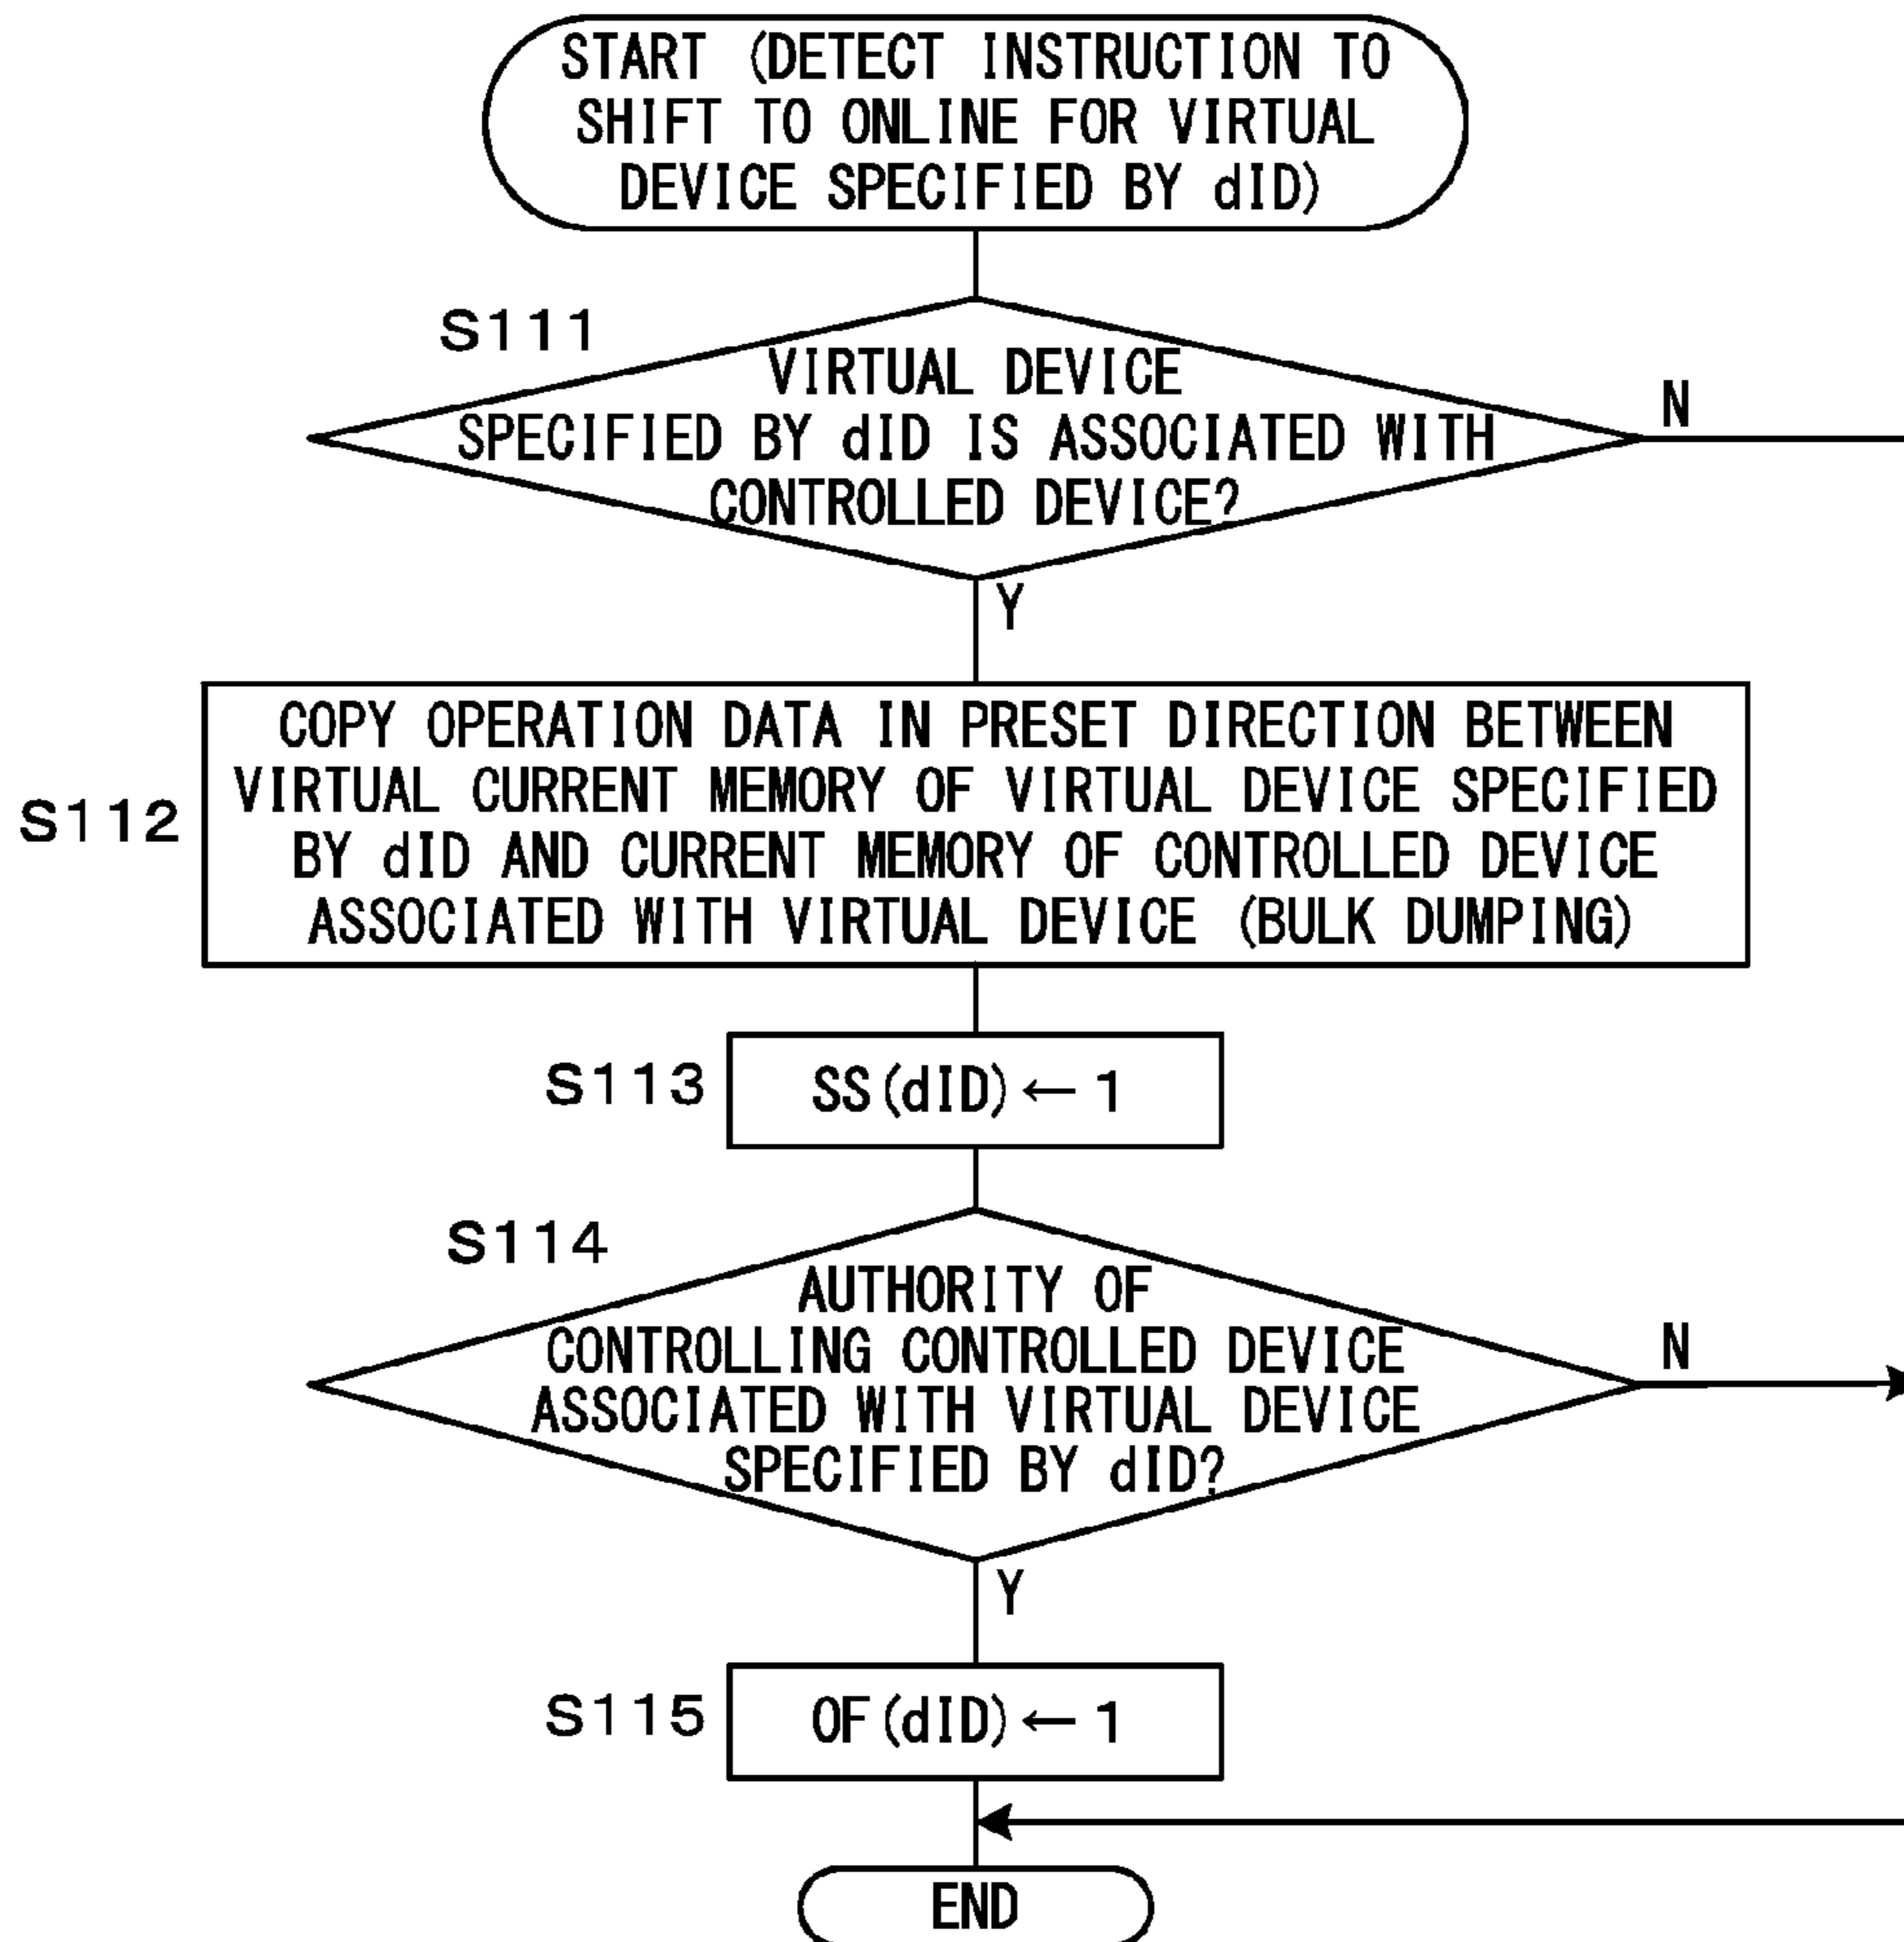 START (DETECT INSTRUCTION TO
SHIFT TO ONLINE FOR VIRTUAL
DEVICE SPECIFIED BY dID)
S111
VIRTUAL DEVICE
SPECIFIED BY dID IS ASSOCIATED WITH
CONTROLLED DEVICE?
N
Y
S112
COPY OPERATION DATA IN PRESET DIRECTION BETWEEN
VIRTUAL CURRENT MEMORY OF VIRTUAL DEVICE SPECIFIED
BY dID AND CURRENT MEMORY OF CONTROLLED DEVICE
ASSOCIATED WITH VIRTUAL DEVICE (BULK DUMPING)
S113
SS(dID)← 1
S114
AUTHORITY OF
CONTROLLING CONTROLLED DEVICE
ASSOCIATED WITH VIRTUAL DEVICE
SPECIFIED BY dID?
N
Y
S115
OF(dID)← 1
END